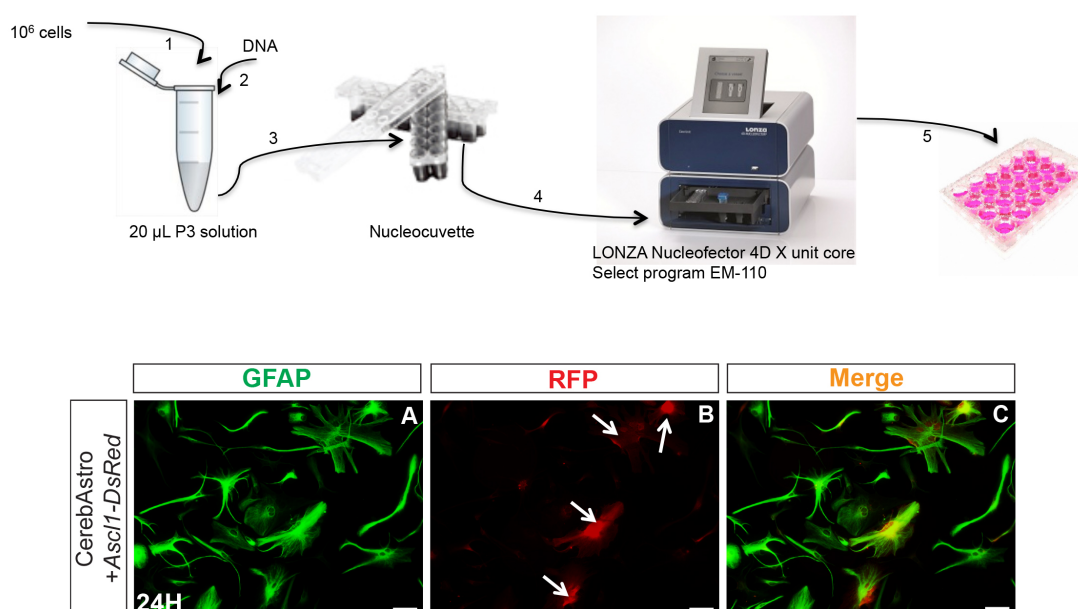 10⁶ cells
1
DNA
2
3
4
5
LONZA
20 µL P3 solution
Nucleocuvette
LONZA Nucleofector 4D X unit core
Select program EM-110
GFAP
RFP
Merge
A
B
C
CerebAstro
+Ascl1-DsRed
24H